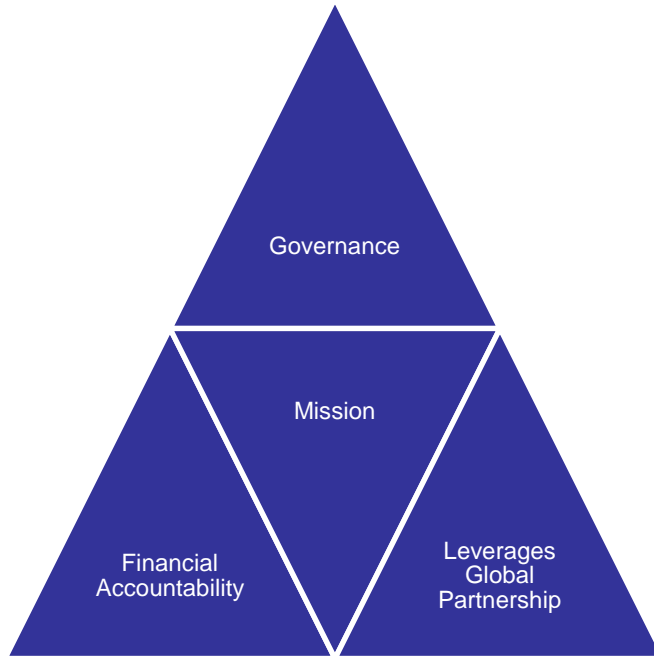 Governance
Mission
Financial
Accountability
Leverages
Global
Partnership